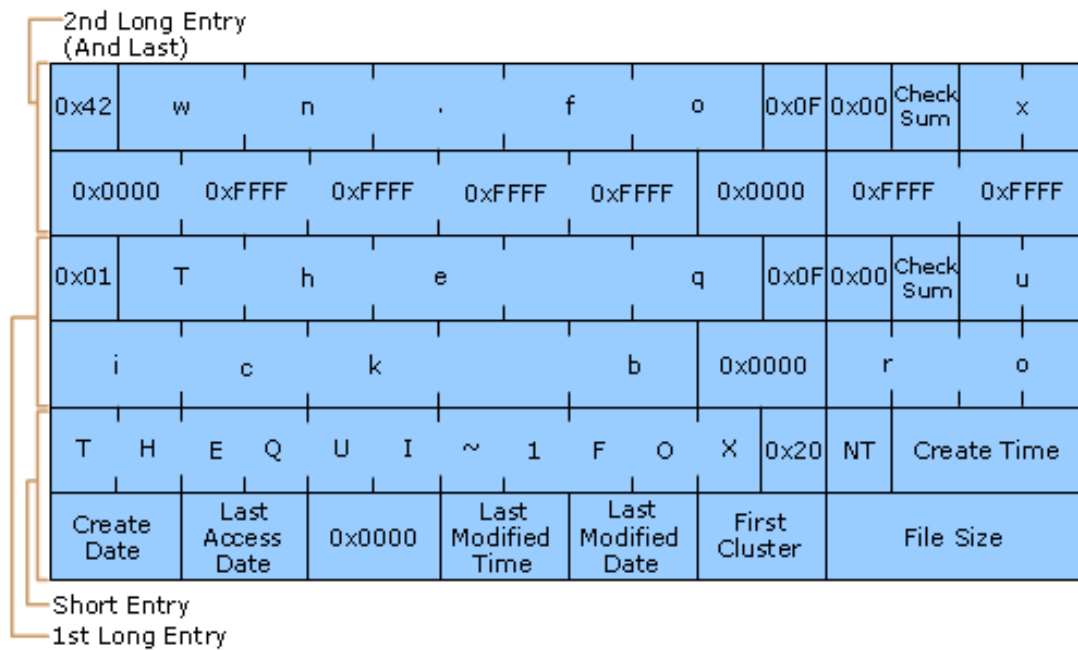 2nd Long Entry
(And Last)
0x42 w n . f o 0x0F 0x00 Check Sum x
0x0000 0xFFFF 0xFFFF 0xFFFF 0xFFFF 0x0000 0xFFFF 0xFFFF
0x01 T h e q 0x0F 0x00 Check Sum u
i c k b 0x0000 r o
T H E Q U I ~ 1 F O X 0x20 NT Create Time
Create Date Last Access Date 0x0000 Last Modified Time Last Modified Date First Cluster File Size
Short Entry
1st Long Entry